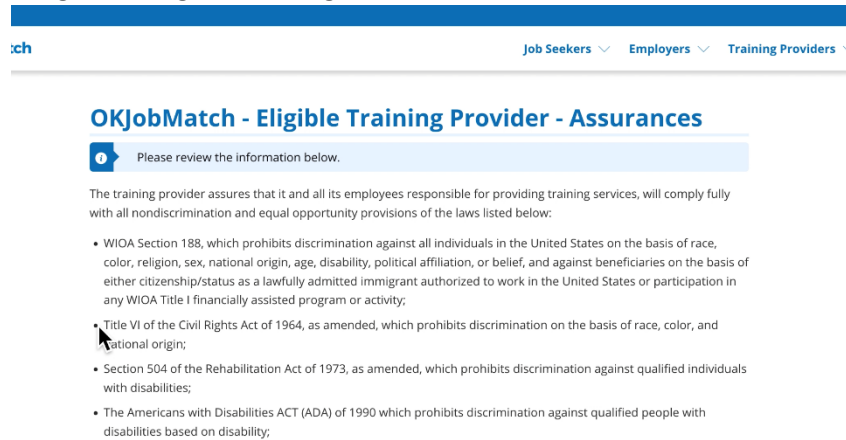 Job Seekers Employers Training Providers
OKJobMatch - Eligible Training Provider - Assurances
Please review the information below.
The training provider assures that it and all its employees responsible for providing training services, will comply fully
with all nondiscrimination and equal opportunity provisions of the laws listed below:
• WIOA Section 188, which prohibits discrimination against all individuals in the United States on the basis of race,
color, religion, sex, national origin, age, disability, political affiliation, or belief, and against beneficiaries on the basis of
either citizenship/status as a lawfully admitted immigrant authorized to work in the United States or participation in
any WIOA Title I financially assisted program or activity;
• Title VI of the Civil Rights Act of 1964, as amended, which prohibits discrimination on the basis of race, color, and
national origin;
• Section 504 of the Rehabilitation Act of 1973, as amended, which prohibits discrimination against qualified individuals
with disabilities;
• The Americans with Disabilities ACT (ADA) of 1990 which prohibits discrimination against qualified people with
disabilities based on disability;